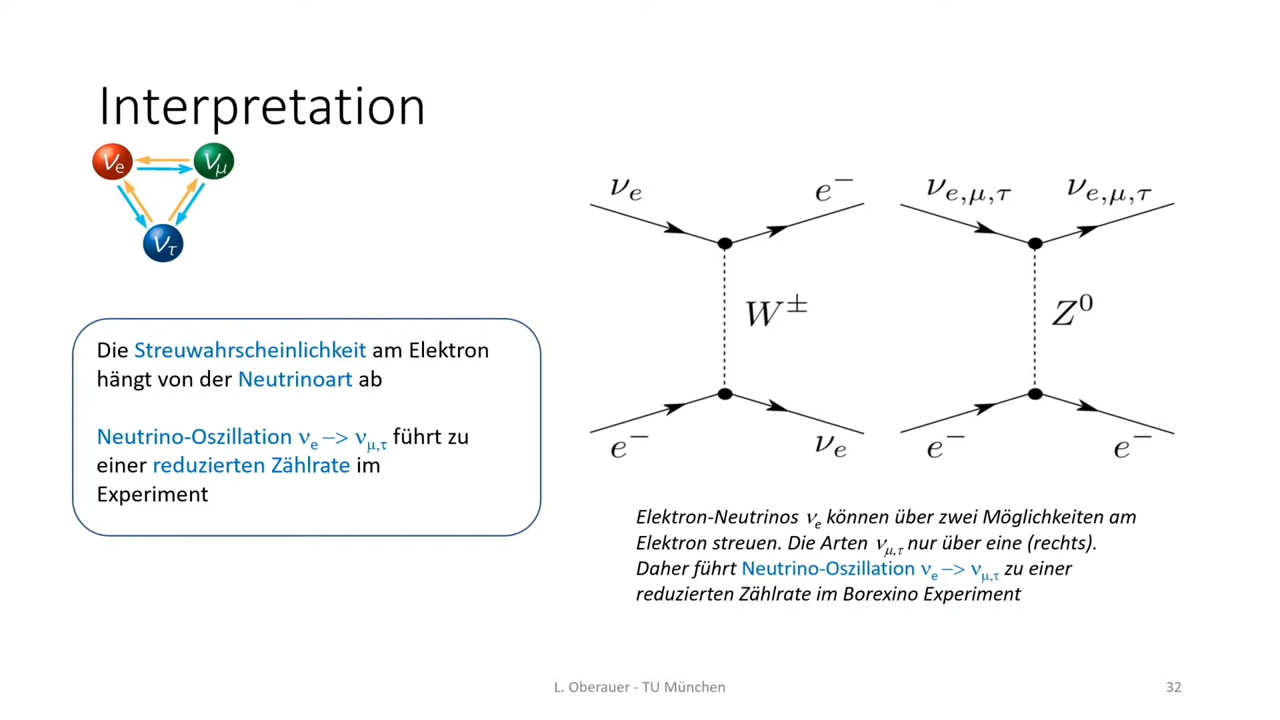 Interpretation
νe νμ
ντ
Die Streuwahrscheinlichkeit am Elektron
hängt von der Neutrinoart ab
Neutrino-Oszillation νe –> νμ,τ führt zu
einer reduzierten Zählrate im
Experiment
νe e− νe,μ,τ νe,μ,τ
W± Z0
e− νe e− e−
Elektron-Neutrinos νe können über zwei Möglichkeiten am
Elektron streuen. Die Arten νμ,τ nur über eine (rechts).
Daher führt Neutrino-Oszillation νe –> νμ,τ zu einer
reduzierten Zählrate im Borexino Experiment
L. Oberauer - TU München
32